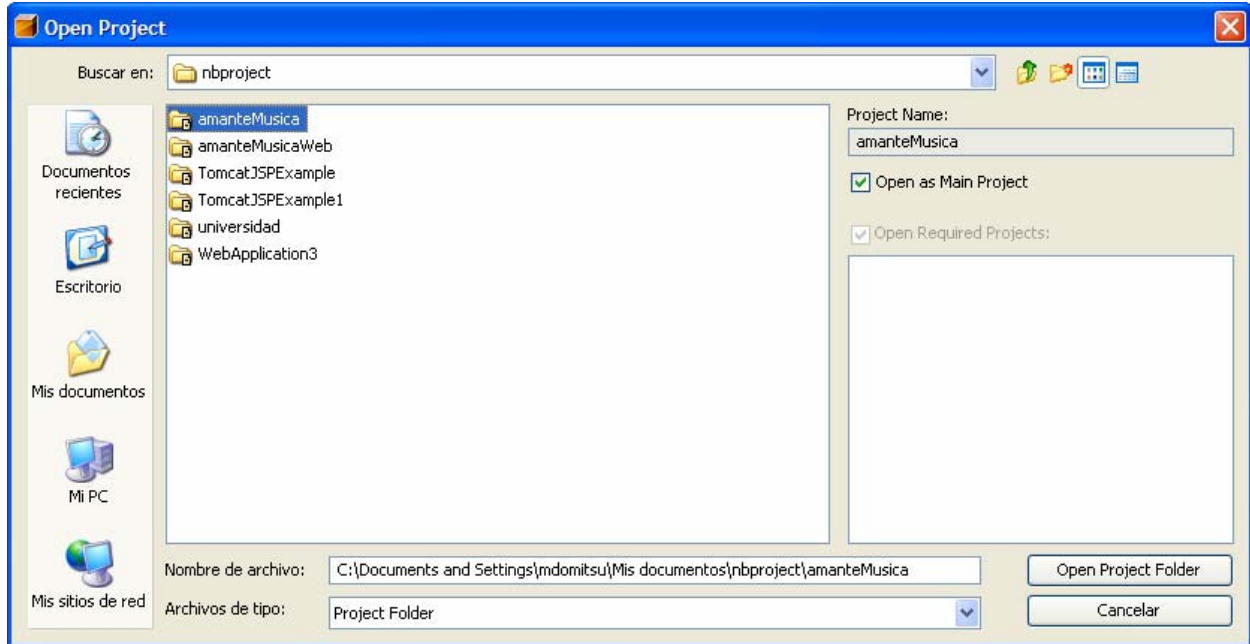 Open Project
Buscar en:
nbproject
Documentos
recientes
Escritorio
Mis documentos
Mi PC
Mis sitios de red
amanteMusica
amanteMusicaWeb
TomcatJSPExample
TomcatJSPExample1
universidad
WebApplication3
Project Name:
amanteMusica
Open as Main Project
Open Required Projects:
Nombre de archivo:
C:\Documents and Settings\mdomitsu\Mis documentos\nbproject\amanteMusica
Open Project Folder
Archivos de tipo:
Project Folder
Cancelar